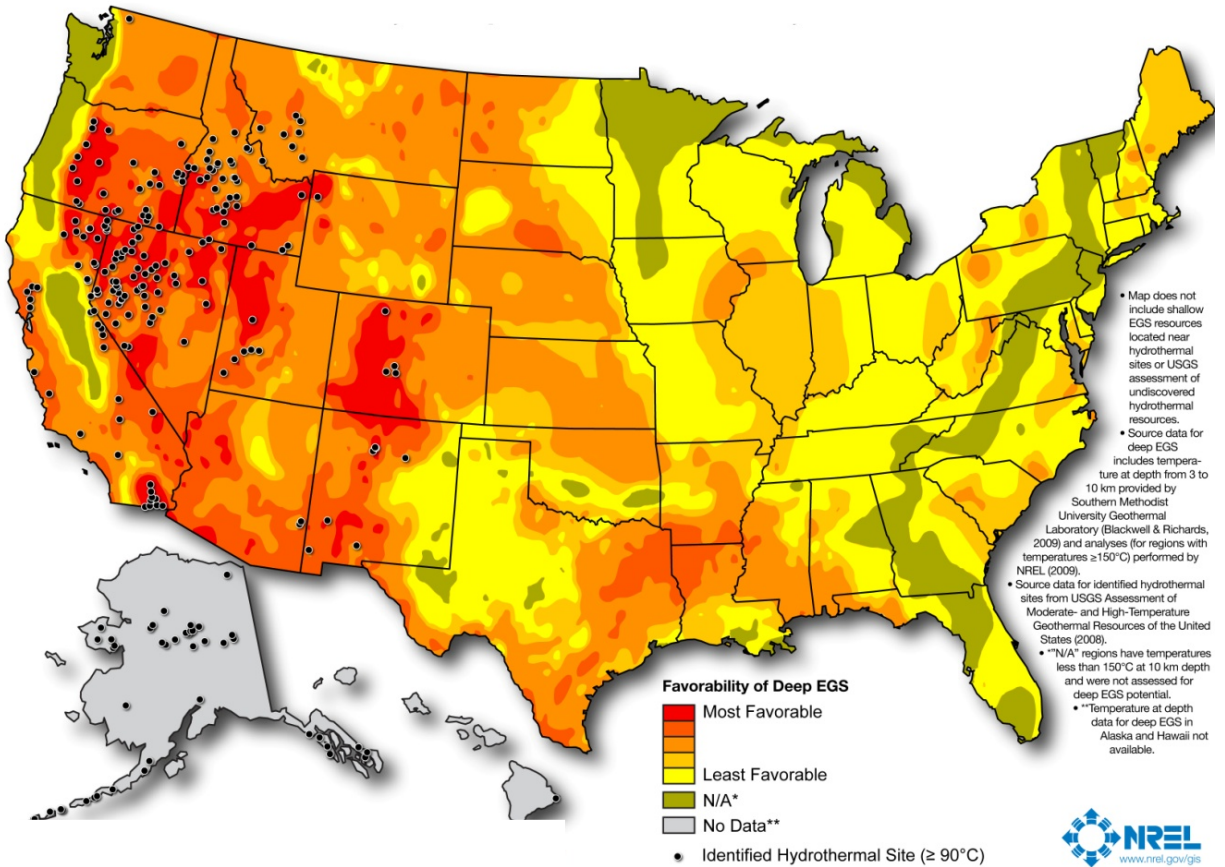 • Map does not
include shallow
EGS resources
located near
hydrothermal
sites or USGS
assessment of
undiscovered
hydrothermal
resources.
• Source data for
deep EGS
includes tempera-
ture at depth from 3 to
10 km provided by
Southern Methodist
University Geothermal
Laboratory (Blackwell & Richards,
2009) and analyses (for regions with
temperatures ≥150°C) performed by
NREL (2009).
• Source data for identified hydrothermal
sites from USGS Assessment of
Moderate- and High-Temperature
Geothermal Resources of the United
States (2008).
• *"N/A" regions have temperatures
less than 150°C at 10 km depth
and were not assessed for
deep EGS potential.
• **Temperature at depth
data for deep EGS in
Alaska and Hawaii not
available.
Favorability of Deep EGS
Most Favorable
Least Favorable
N/A*
No Data**
Identified Hydrothermal Site (≥ 90°C)
NREL
www.nrel.gov/gis